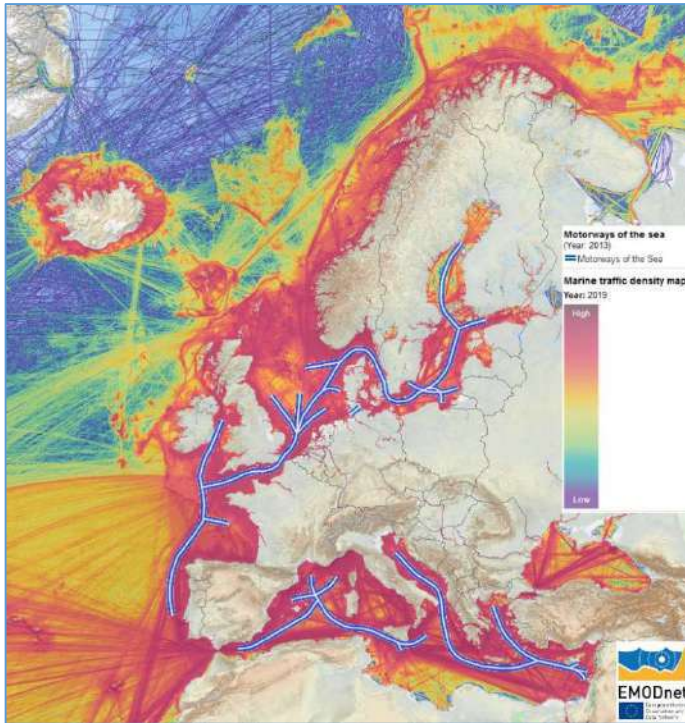 Motorways of the sea
(Year: 2013)
Motorways of the Sea
Marine traffic density map
Year: 2019
High
Low
EMODnet